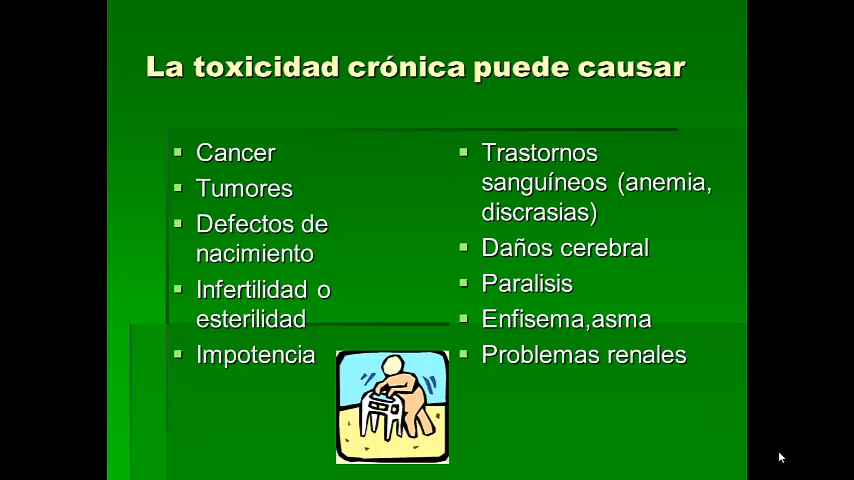 La toxicidad crónica puede causar
Cancer
Tumores
Defectos de
nacimiento
Infertilidad o
esterilidad
Impotencia
Trastornos
sanguíneos (anemia,
discrasias)
Daños cerebral
Paralisis
Enfisema,asma
Problemas renales